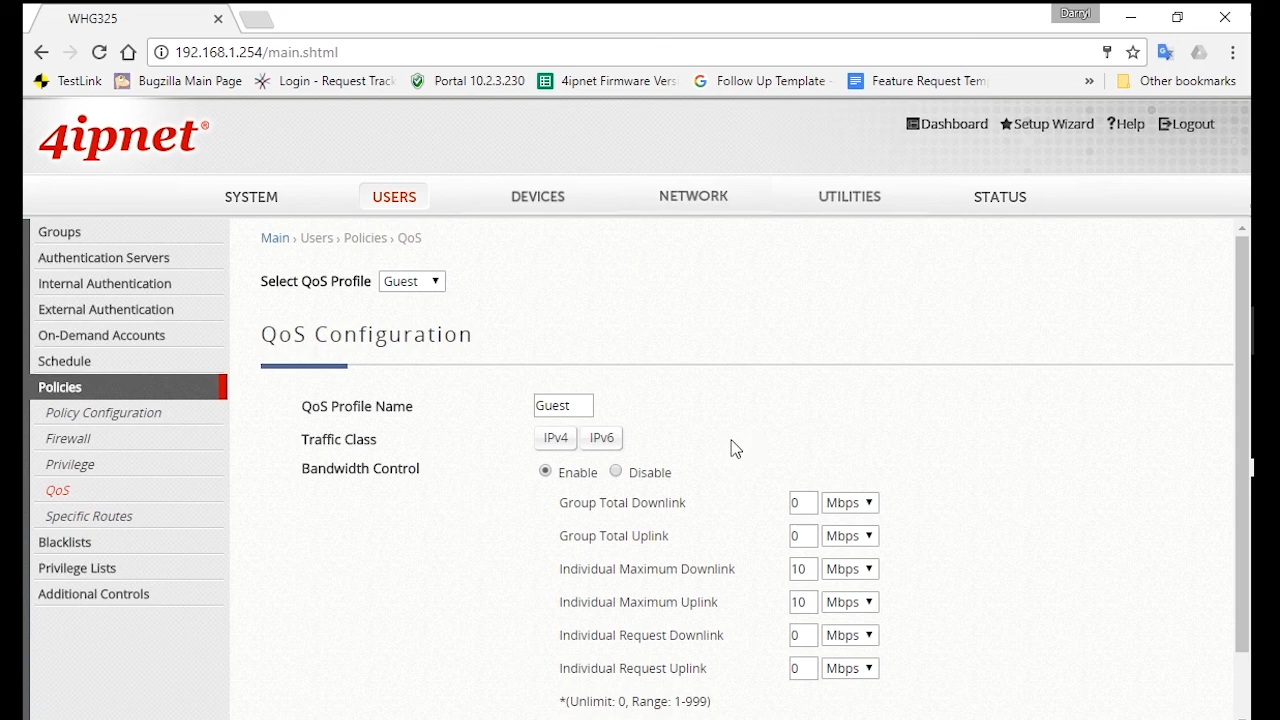 WHG325
Darryl
192.168.1.254/main.shtml
TestLink
Bugzilla Main Page
Login - Request Track
Portal 10.2.3.230
4ipnet Firmware Vers
Follow Up Template -
Feature Request Temp
»
Other bookmarks
4ipnet®
Dashboard
Setup Wizard
?Help
Logout
SYSTEM
USERS
DEVICES
NETWORK
UTILITIES
STATUS
Groups
Authentication Servers
Internal Authentication
External Authentication
On-Demand Accounts
Schedule
Policies
Policy Configuration
Firewall
Privilege
QoS
Specific Routes
Blacklists
Privilege Lists
Additional Controls
Main › Users › Policies › QoS
Select QoS Profile Guest
QoS Configuration
QoS Profile Name Guest
Traffic Class IPv4 IPv6
Bandwidth Control Enable Disable
Group Total Downlink 0 Mbps
Group Total Uplink 0 Mbps
Individual Maximum Downlink 10 Mbps
Individual Maximum Uplink 10 Mbps
Individual Request Downlink 0 Mbps
Individual Request Uplink 0 Mbps
*(Unlimit: 0, Range: 1-999)